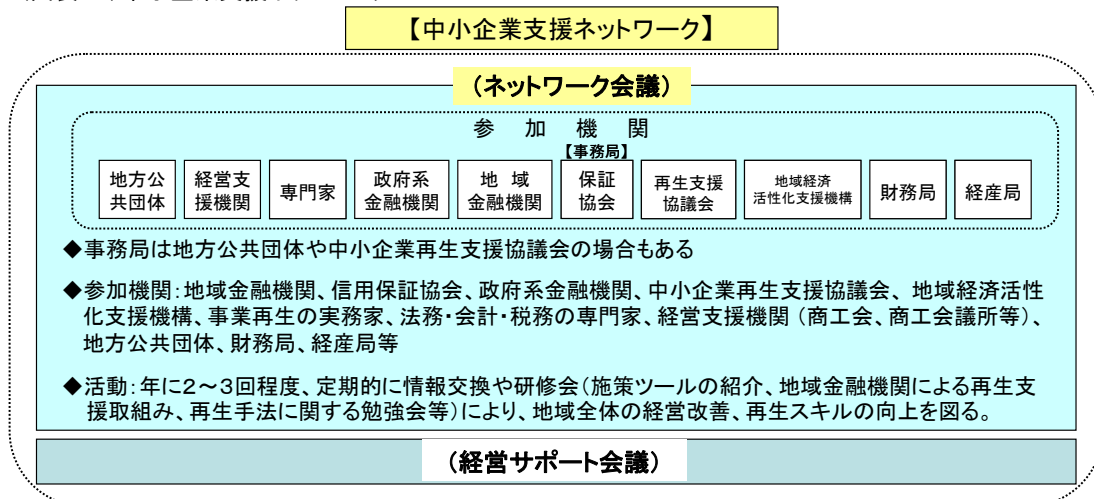 【中小企業支援ネットワーク】
(ネットワーク会議)
参加機関
【事務局】
地方公共団体
経営支援機関
専門家
政府系金融機関
地域金融機関
保証協会
再生支援協議会
地域経済活性化支援機構
財務局
経産局
◆事務局は地方公共団体や中小企業再生支援協議会の場合もある
◆参加機関:地域金融機関、信用保証協会、政府系金融機関、中小企業再生支援協議会、地域経済活性
化支援機構、事業再生の実務家、法務・会計・税務の専門家、経営支援機関(商工会、商工会議所等)、
地方公共団体、財務局、経産局等
◆活動:年に2~3回程度、定期的に情報交換や研修会(施策ツールの紹介、地域金融機関による再生支
援取組み、再生手法に関する勉強会等)により、地域全体の経営改善、再生スキルの向上を図る。
(経営サポート会議)